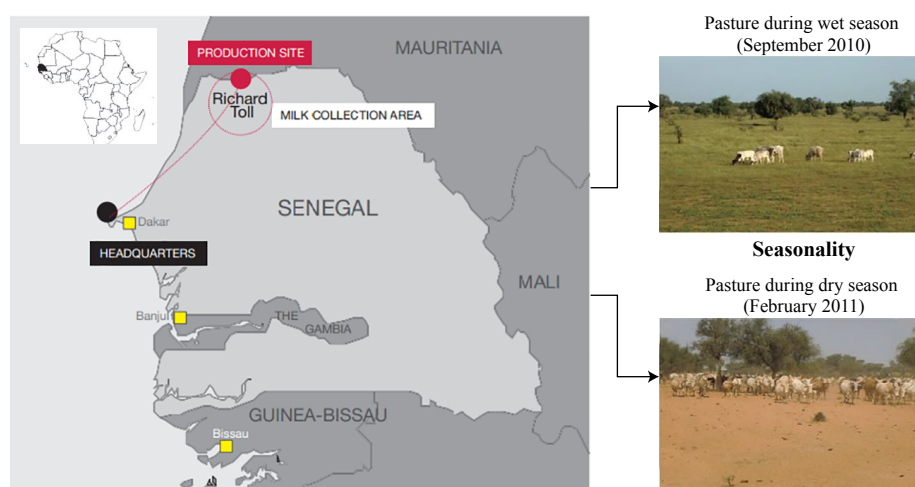 Pasture during wet season
(September 2010)
MAURITANIA
PRODUCTION SITE
Richard
Toll
MILK COLLECTION AREA
SENEGAL
Dakar
HEADQUARTERS
Seasonality
Pasture during dry season
(February 2011)
MALI
Banjul
THE
GAMBIA
GUINEA-BISSAU
Bissau